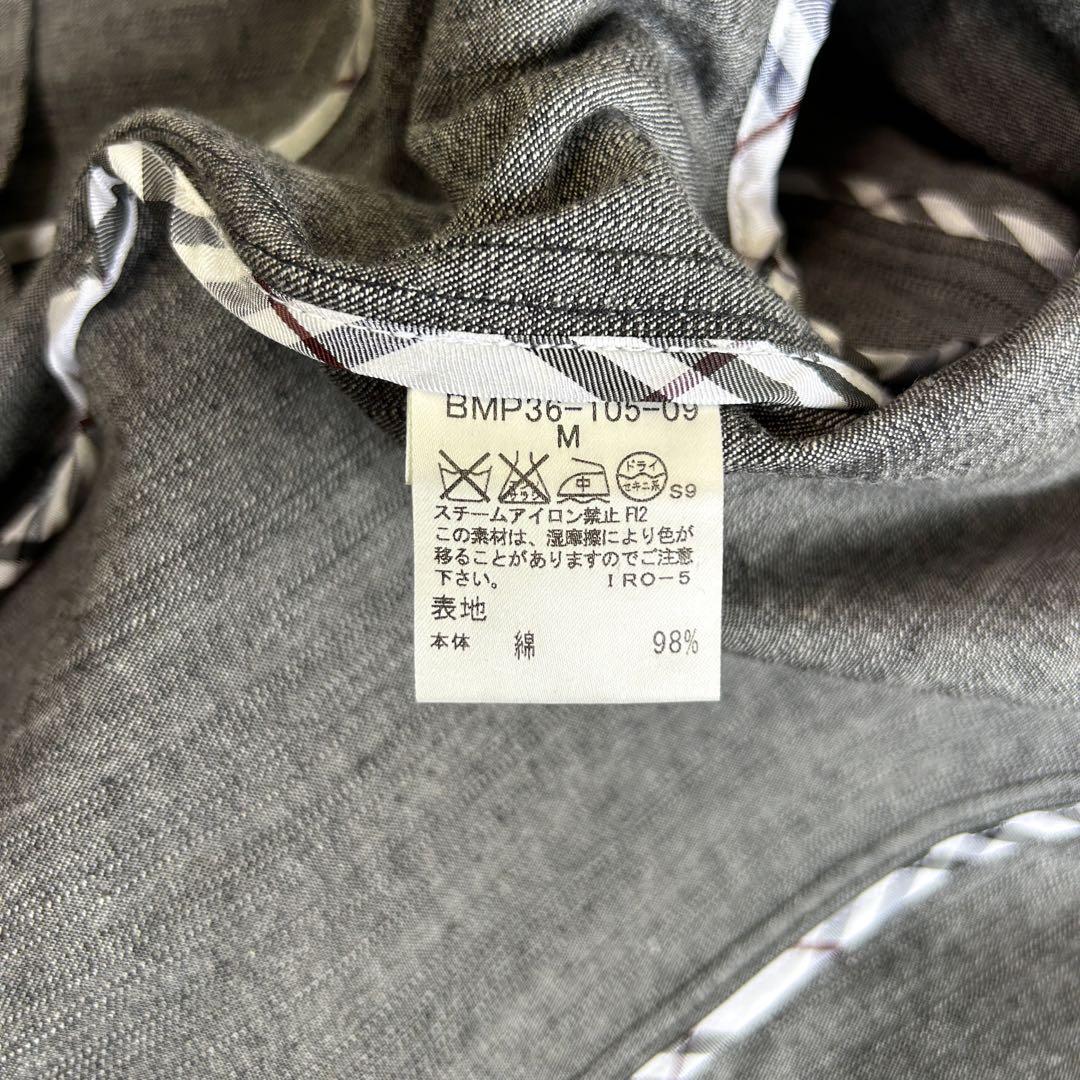 BMP36-105-09
M
中 ドライ セキユ系 S9
スチームアイロン禁止 FI2
この素材は、湿摩擦により色が
移ることがありますのでご注意
下さい。 IRO-5
表地
本体 綿 98%